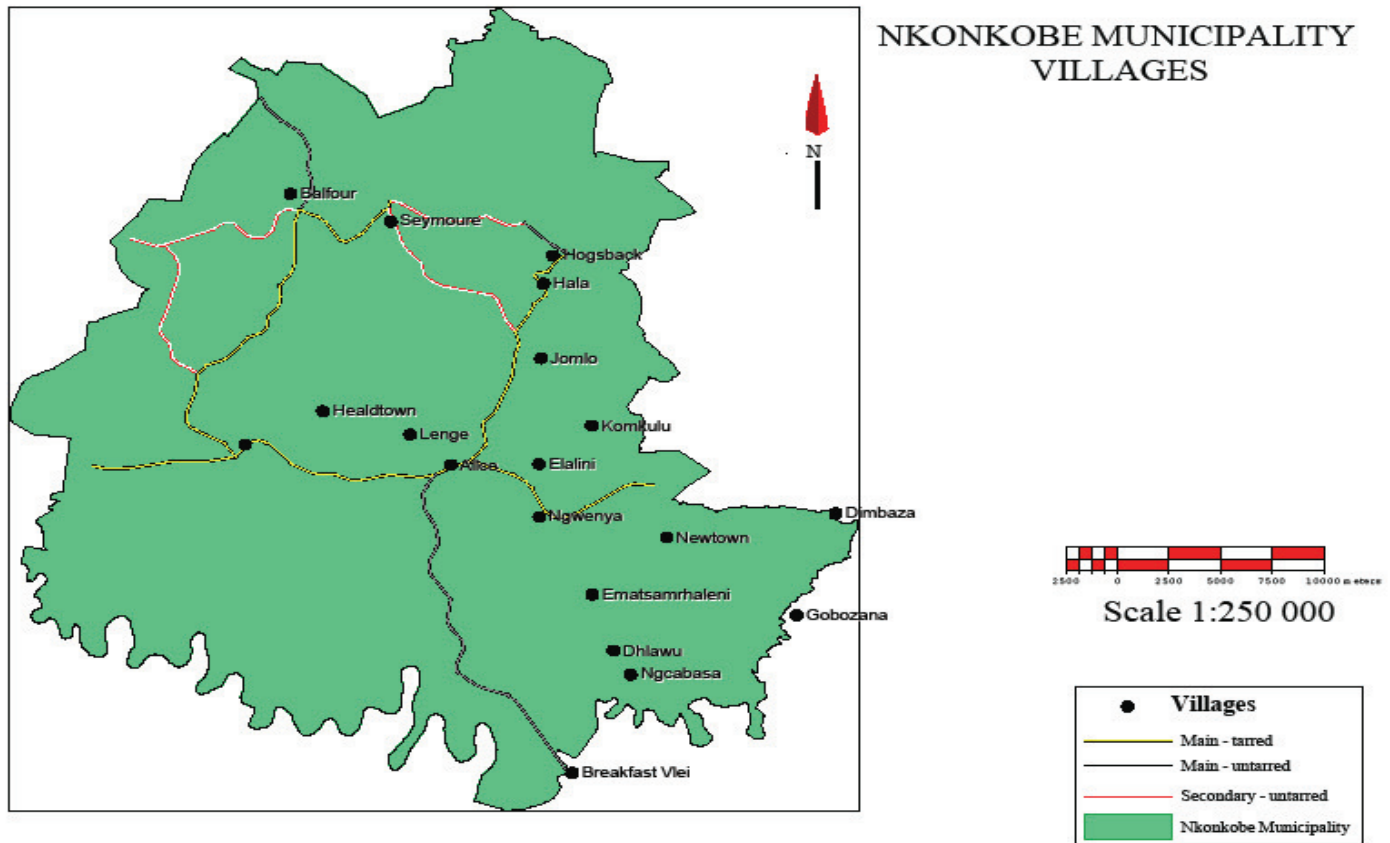 NKONKOBE MUNICIPALITY
VILLAGES
N
Balfour
Seymoure
Hogsback
Hala
Jomlo
Healdtown
Komkulu
Lenge
Alice
Elalini
Ngwenya
Dimbaza
Newtown
Ematsamrhaleni
Gobozana
Dhlawu
Ngcabasa
Breakfast Vlei
2500 0 2500 5000 7500 10000 meters
Scale 1:250 000
Villages
Main - tarred
Main - untarred
Secondary - untarred
Nkonkobe Municipality